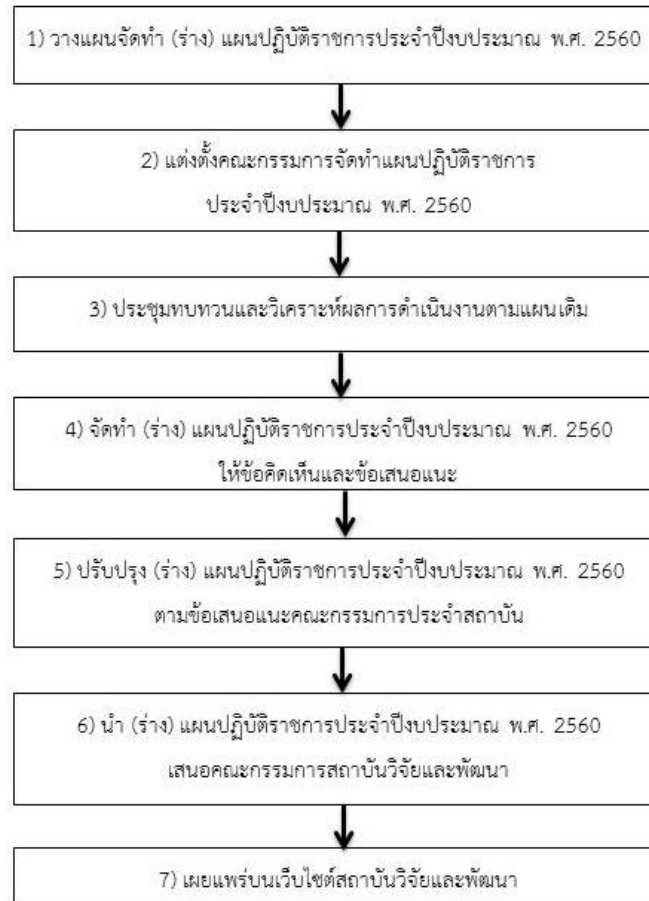 1) วางแผนจัดทำ (ร่าง) แผนปฏิบัติราชการประจำปีงบประมาณ พ.ศ. 2560
2) แต่งตั้งคณะกรรมการจัดทำแผนปฏิบัติราชการ
ประจำปีงบประมาณ พ.ศ. 2560
3) ประชุมทบทวนและวิเคราะห์ผลการดำเนินงานตามแผนเดิม
4) จัดทำ (ร่าง) แผนปฏิบัติราชการประจำปีงบประมาณ พ.ศ. 2560
ให้ข้อคิดเห็นและข้อเสนอแนะ
5) ปรับปรุง (ร่าง) แผนปฏิบัติราชการประจำปีงบประมาณ พ.ศ. 2560
ตามข้อเสนอแนะคณะกรรมการประจำสถาบัน
6) นำ (ร่าง) แผนปฏิบัติราชการประจำปีงบประมาณ พ.ศ. 2560
เสนอคณะกรรมการสถาบันวิจัยและพัฒนา
7) เผยแพร่บนเว็บไซต์สถาบันวิจัยและพัฒนา